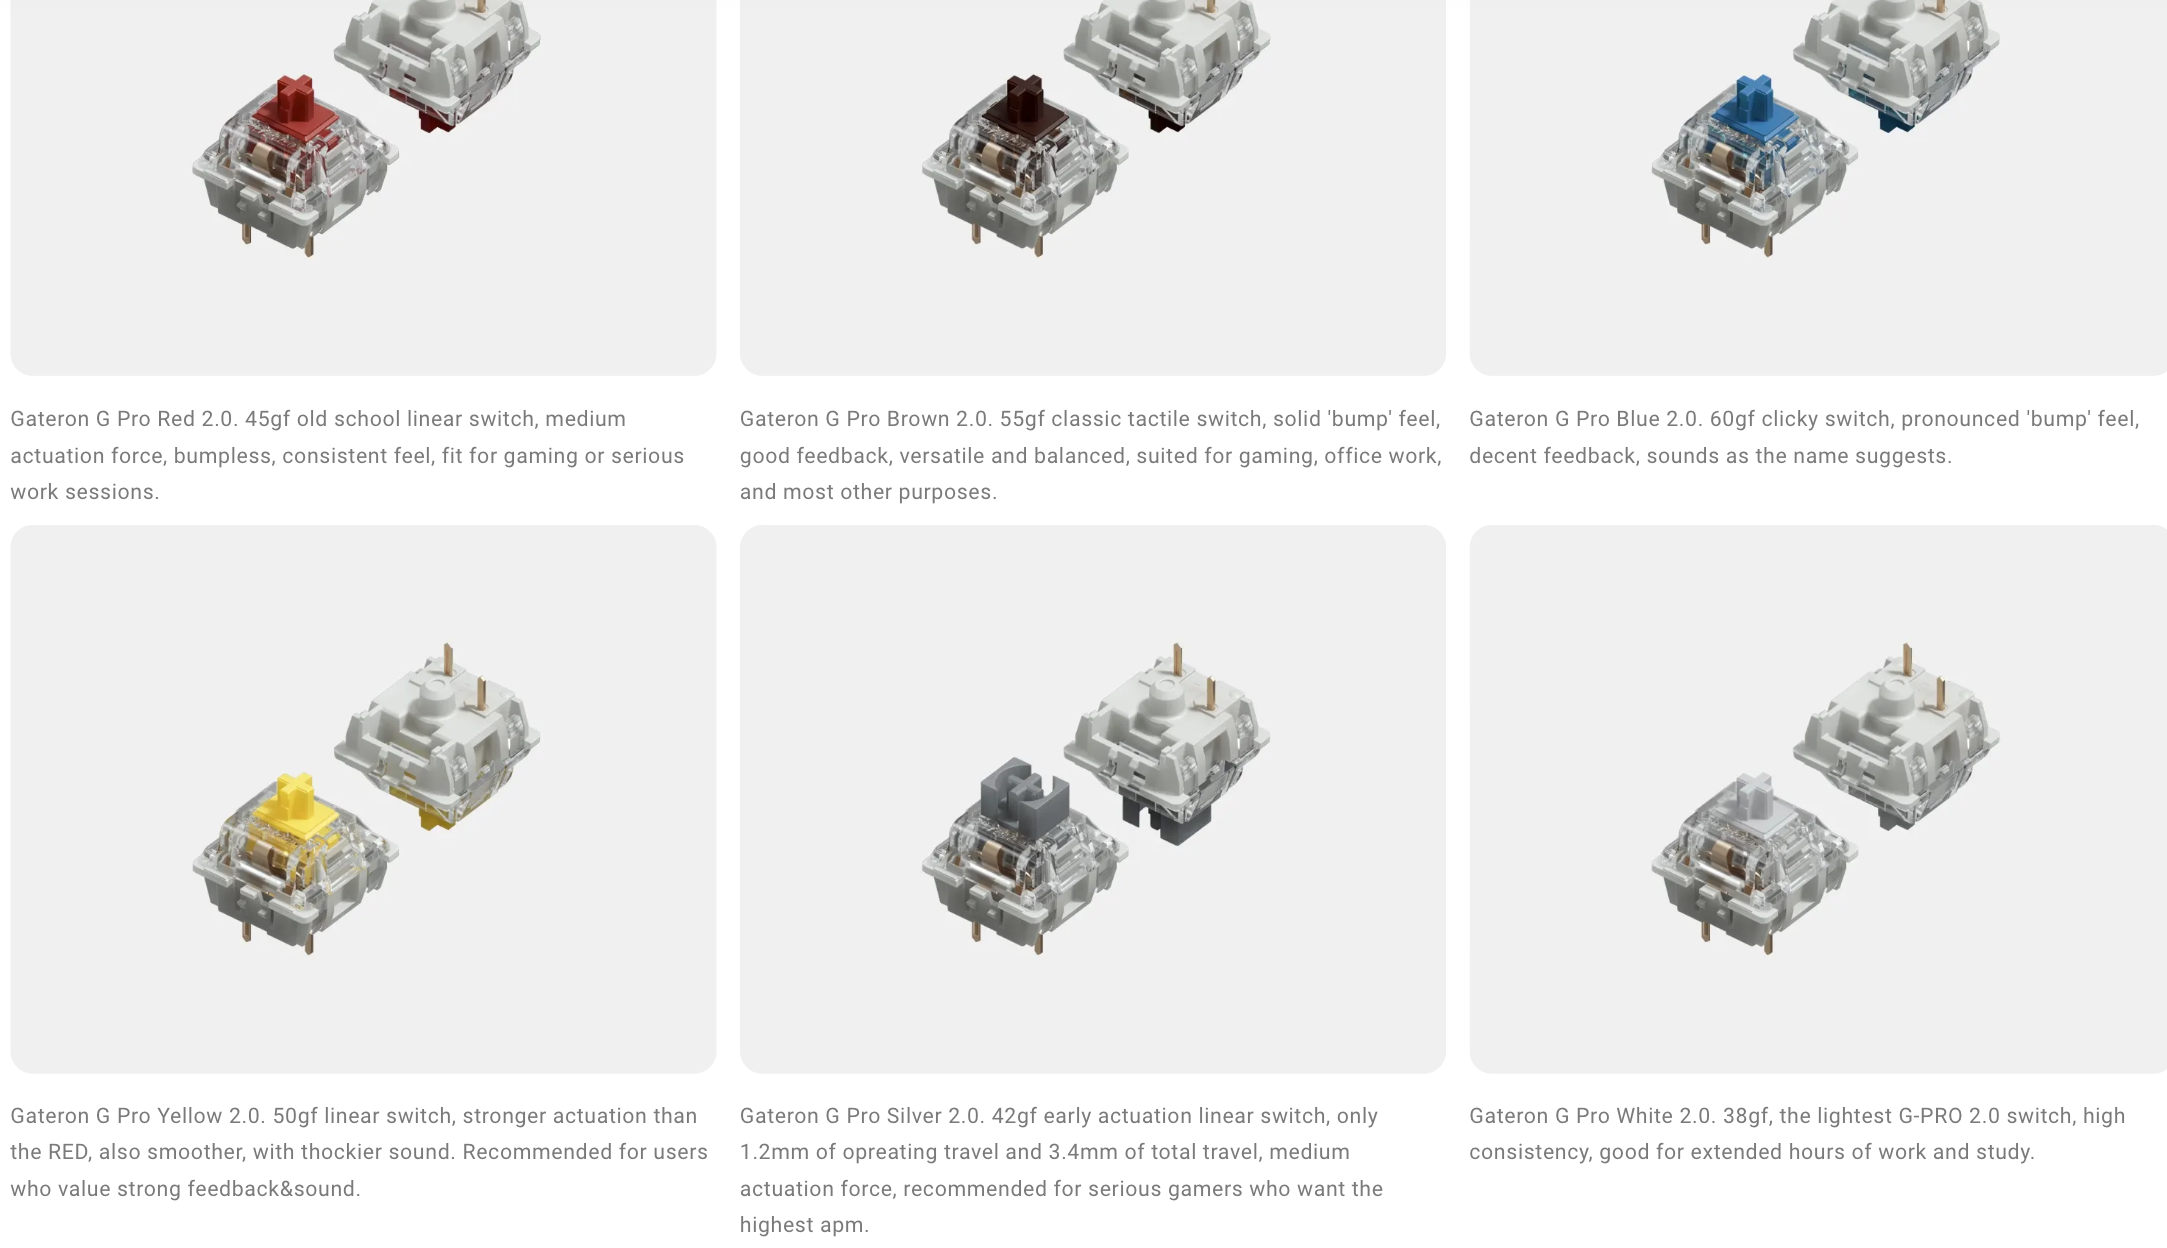 Gateron G Pro Red 2.0. 45gf old school linear switch, medium
actuation force, bumpless, consistent feel, fit for gaming or serious
work sessions.
Gateron G Pro Brown 2.0. 55gf classic tactile switch, solid 'bump' feel,
good feedback, versatile and balanced, suited for gaming, office work,
and most other purposes.
Gateron G Pro Blue 2.0. 60gf clicky switch, pronounced 'bump' feel,
decent feedback, sounds as the name suggests.
Gateron G Pro Yellow 2.0. 50gf linear switch, stronger actuation than
the RED, also smoother, with thockier sound. Recommended for users
who value strong feedback&sound.
Gateron G Pro Silver 2.0. 42gf early actuation linear switch, only
1.2mm of opreating travel and 3.4mm of total travel, medium
actuation force, recommended for serious gamers who want the
highest apm.
Gateron G Pro White 2.0. 38gf, the lightest G-PRO 2.0 switch, high
consistency, good for extended hours of work and study.